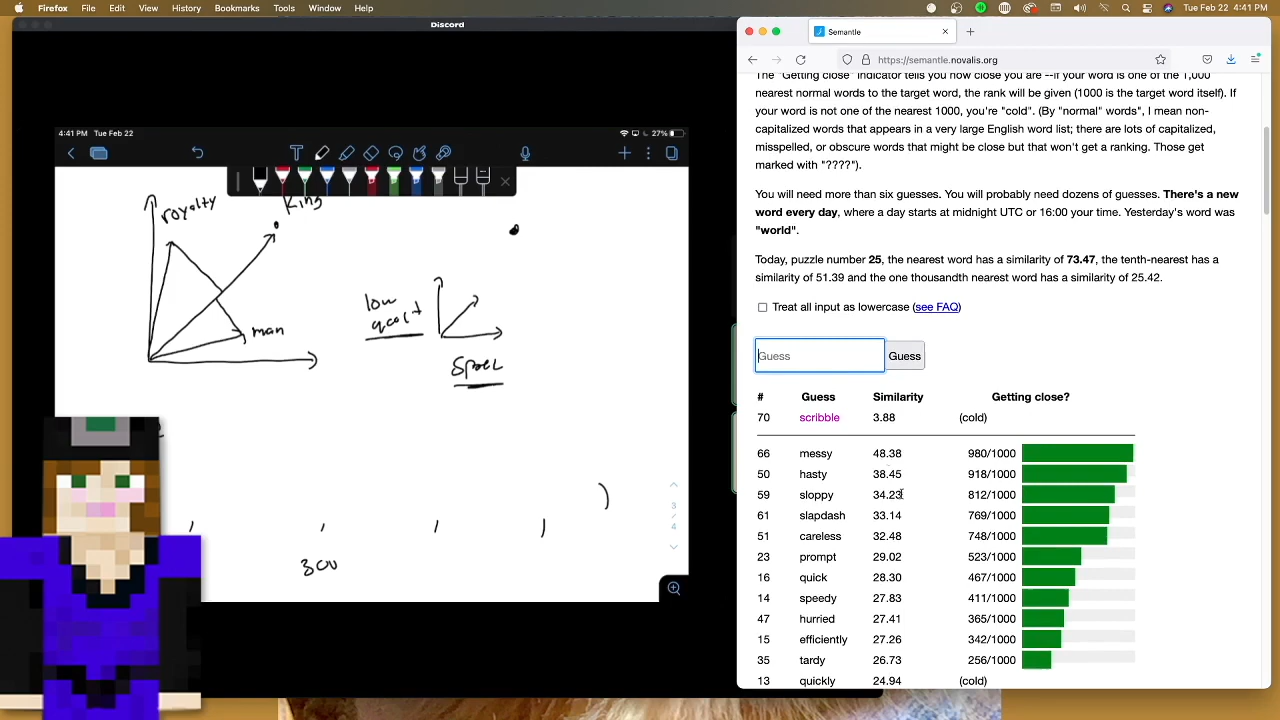 Firefox File Edit View History Bookmarks Tools Window Help
Tue Feb 22 4:41 PM
Discord
Semantle
https://semantle.novalis.org
4:41 PM Tue Feb 22
27%
royalty
king
man
low
Speed
300
3
/
4
The "Getting close" indicator tells you how close you are --if your word is one of the 1,000
nearest normal words to the target word, the rank will be given (1000 is the target word itself). If
your word is not one of the nearest 1000, you're "cold". (By "normal" words", I mean non-
capitalized words that appears in a very large English word list; there are lots of capitalized,
misspelled, or obscure words that might be close but that won't get a ranking. Those get
marked with "????").
You will need more than six guesses. You will probably need dozens of guesses. There's a new
word every day, where a day starts at midnight UTC or 16:00 your time. Yesterday's word was
"world".
Today, puzzle number 25, the nearest word has a similarity of 73.47, the tenth-nearest has a
similarity of 51.39 and the one thousandth nearest word has a similarity of 25.42.
Treat all input as lowercase (see FAQ)
Guess Guess
# Guess Similarity Getting close?
70 scribble 3.88 (cold)
66 messy 48.38 980/1000
50 hasty 38.45 918/1000
59 sloppy 34.23 812/1000
61 slapdash 33.14 769/1000
51 careless 32.48 748/1000
23 prompt 29.02 523/1000
16 quick 28.30 467/1000
14 speedy 27.83 411/1000
47 hurried 27.41 365/1000
15 efficiently 27.26 342/1000
35 tardy 26.73 256/1000
13 quickly 24.94 (cold)